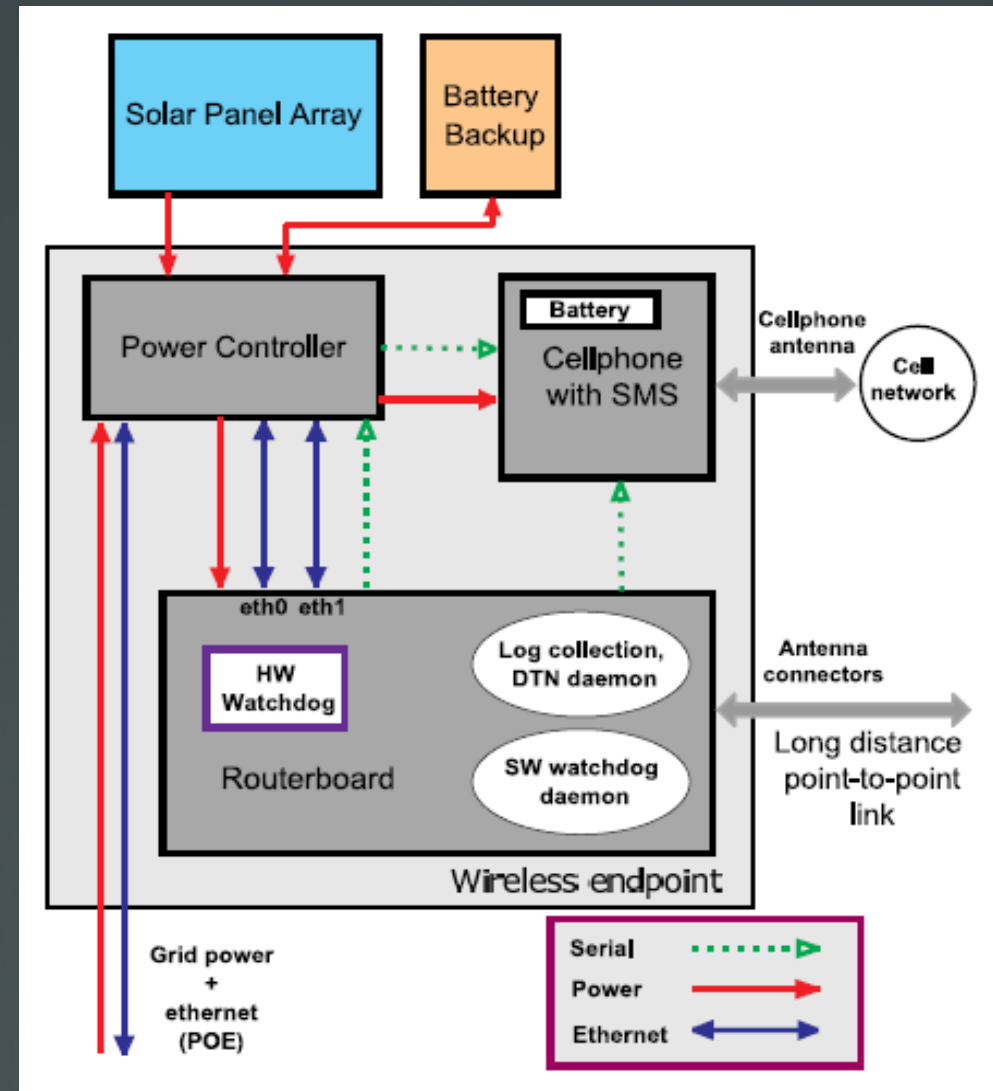 Solar Panel Array
Battery
Backup
Power Controller
Battery
Cellphone
with SMS
Cellphone
antenna
Cell
network
eth0 eth1
HW
Watchdog
Routerboard
Log collection,
DTN daemon
SW watchdog
daemon
Antenna
connectors
Long distance
point-to-point
link
Wireless endpoint
Grid power
+
ethernet
(POE)
Serial
Power
Ethernet